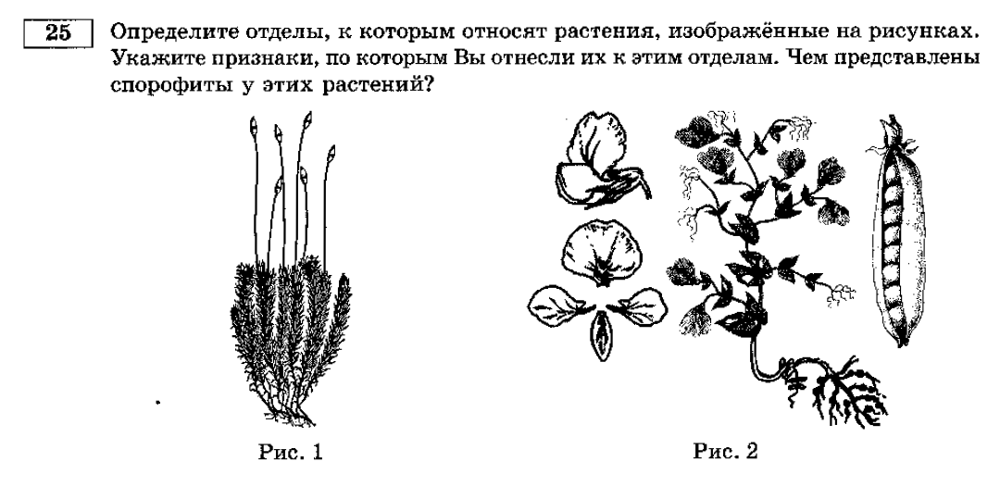 25 Определите отделы, к которым относят растения, изображённые на рисунках.
Укажите признаки, по которым Вы отнесли их к этим отделам. Чем представлены
спорофиты у этих растений?
Рис. 1
Рис. 2